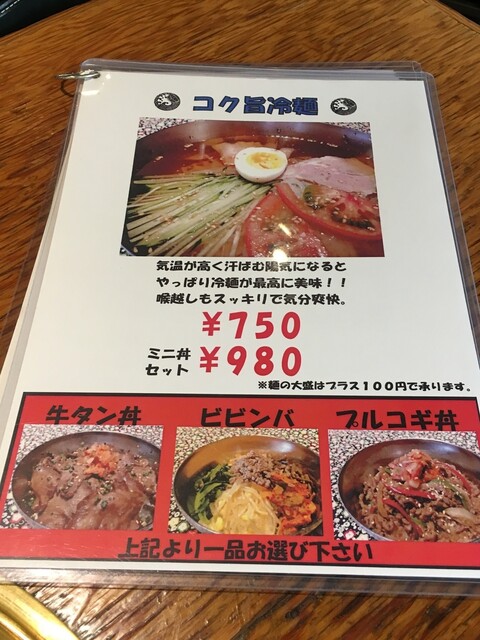 コク旨冷麺
気温が高く汗ばむ陽気になると
やっぱり冷麺が最高に美味！！
喉越しもスッキリで気分爽快。
￥750
ミニ丼セット ￥980
※麺の大盛はプラス１００円で承ります。
牛タン丼 ビビンバ プルコギ丼
上記より一品お選び下さい